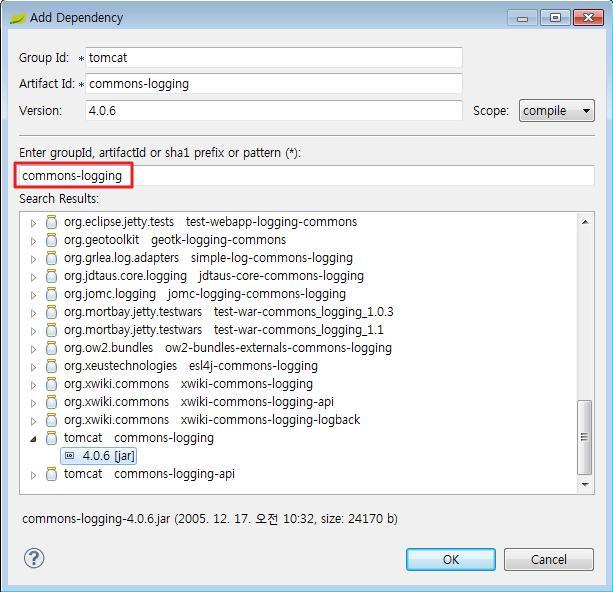 Add Dependency
Group Id: * tomcat
Artifact Id: * commons-logging
Version: 4.0.6 Scope: compile
Enter groupId, artifactId or sha1 prefix or pattern (*):
commons-logging
Search Results:
org.eclipse.jetty.tests test-webapp-logging-commons
org.geotoolkit geotk-logging-commons
org.grlea.log.adapters simple-log-commons-logging
org.jdtaus.core.logging jdtaus-core-commons-logging
org.jomc.logging jomc-logging-commons-logging
org.mortbay.jetty.testwars test-war-commons_logging_1.0.3
org.mortbay.jetty.testwars test-war-commons_logging_1.1
org.ow2.bundles ow2-bundles-externals-commons-logging
org.xeustechnologies esl4j-commons-logging
org.xwiki.commons xwiki-commons-logging
org.xwiki.commons xwiki-commons-logging-api
org.xwiki.commons xwiki-commons-logging-logback
tomcat commons-logging
4.0.6 [jar]
tomcat commons-logging-api
commons-logging-4.0.6.jar (2005. 12. 17. 오전 10:32, size: 24170 b)
? OK Cancel